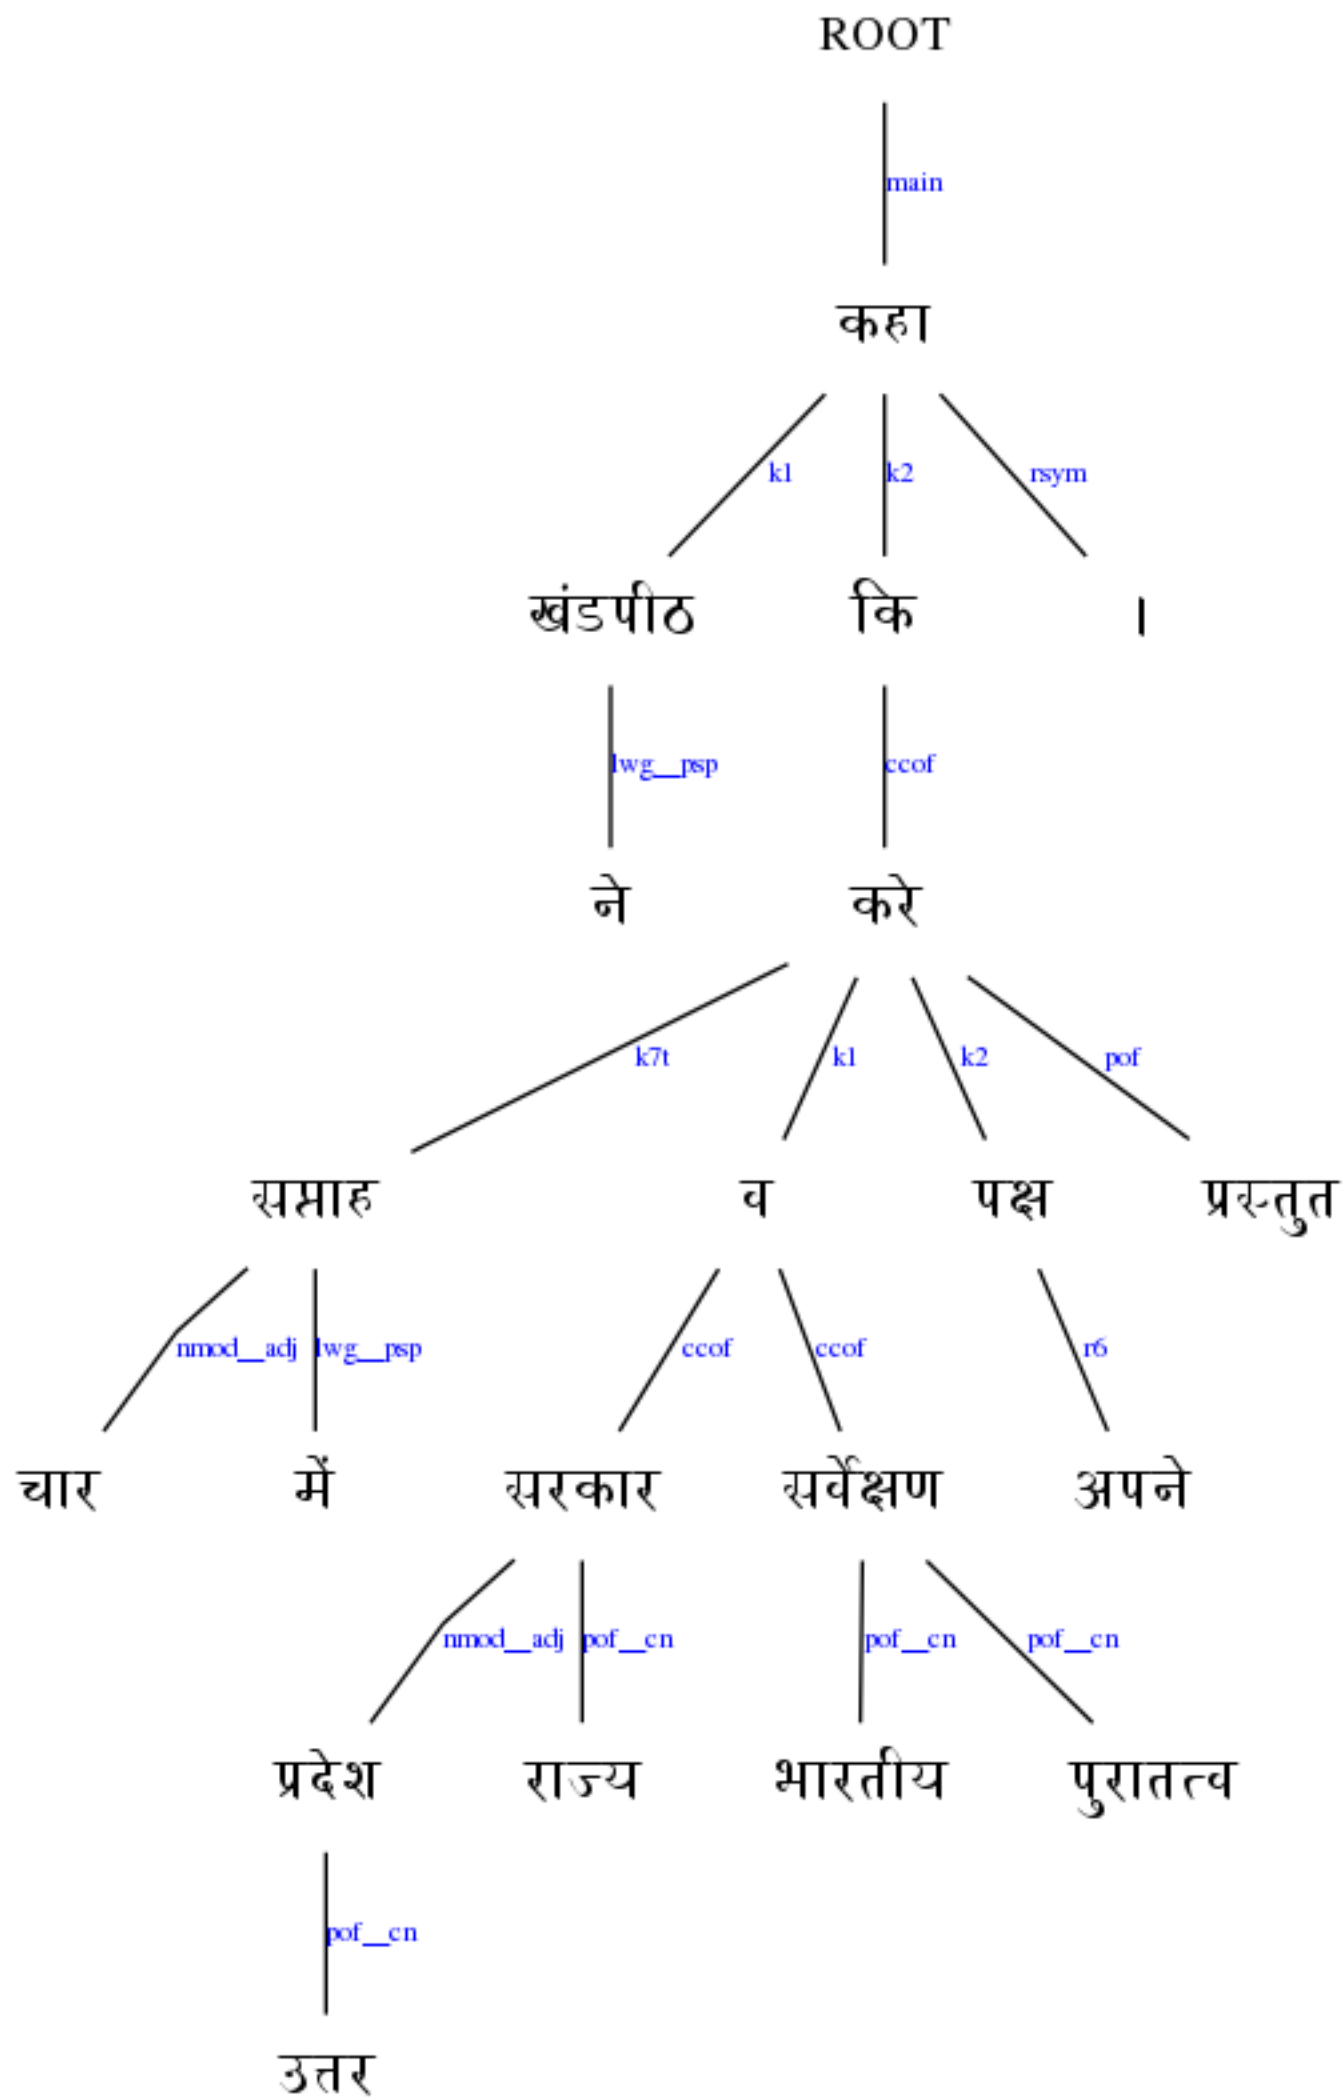 ROOT
main
कहा
k1 k2 rsym
खंडपीठ कि ।
lwg__psp ccof
ने करे
k7t k1 k2 pof
सप्ताह व पक्ष प्रस्तुत
nmod__adj lwg__psp ccof ccof r6
चार में सरकार सर्वेक्षण अपने
nmod__adj pof__cn pof__cn pof__cn
प्रदेश राज्य भारतीय पुरातत्व
pof__cn
उत्तर